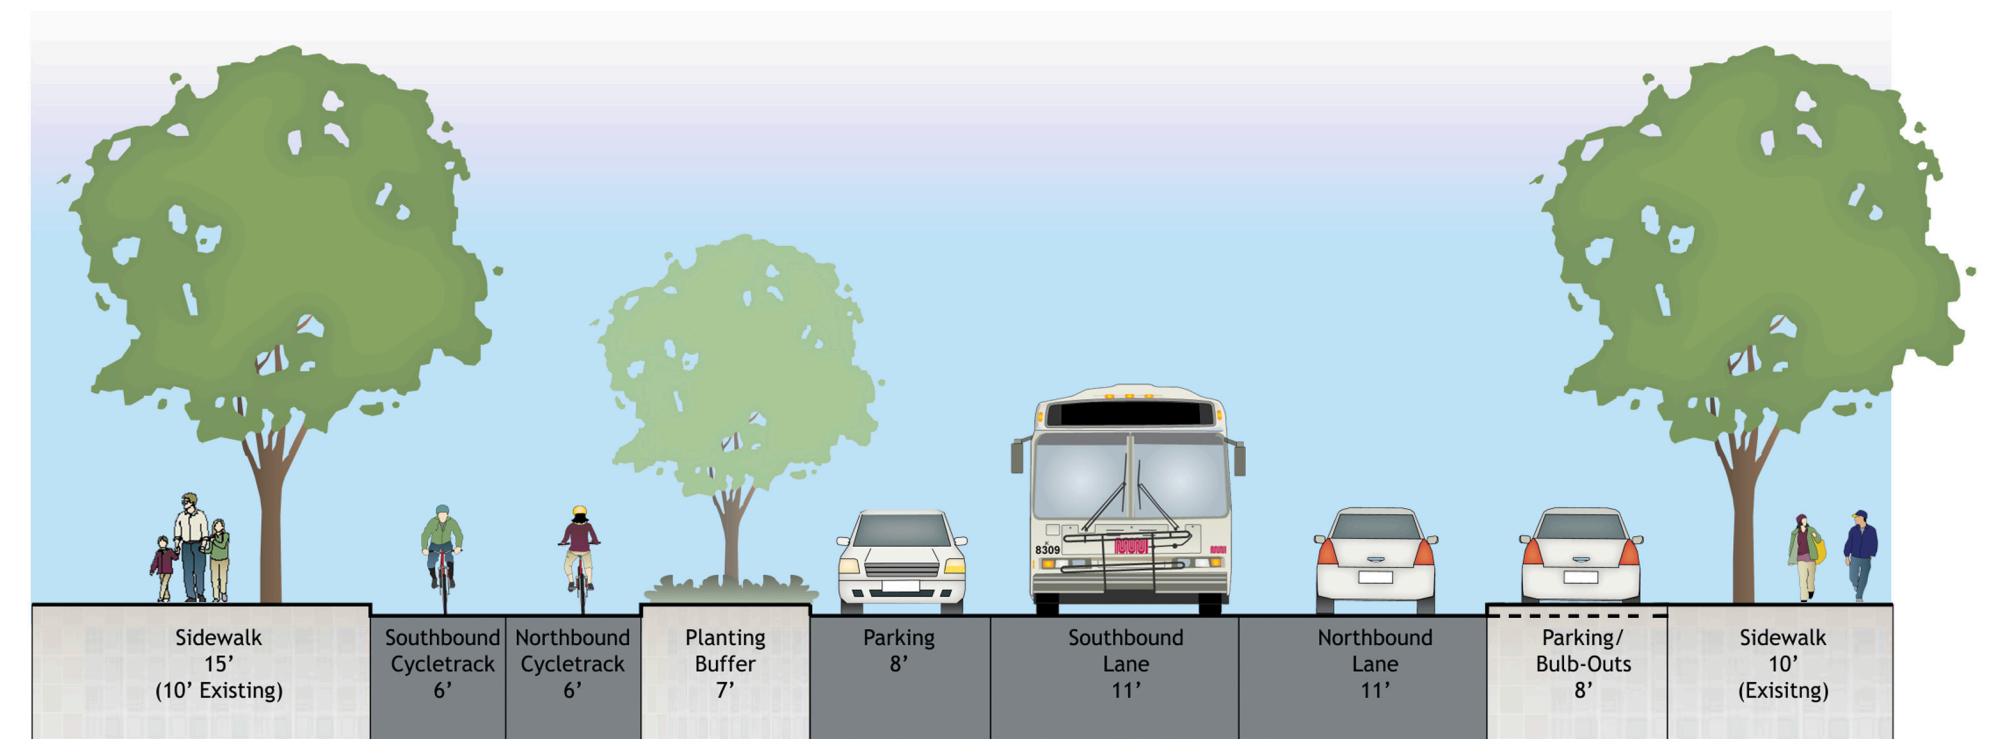 8309
Sidewalk
15’
(10’ Existing)
Southbound
Cycletrack
6’
Northbound
Cycletrack
6’
Planting
Buffer
7’
Parking
8’
Southbound
Lane
11’
Northbound
Lane
11’
Parking/
Bulb-Outs
8’
Sidewalk
10’
(Exisitng)